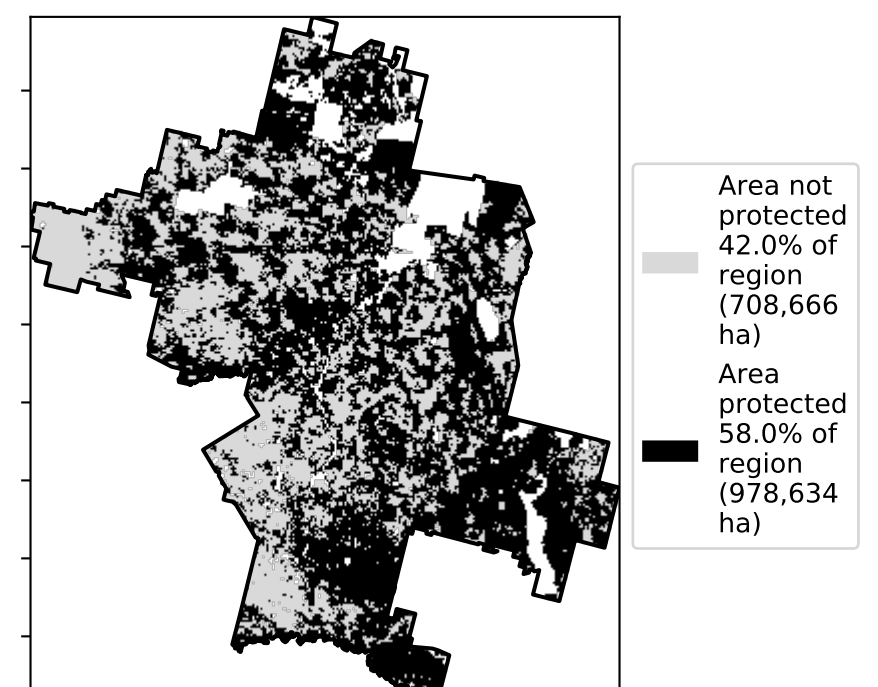 Area not
protected
42.0% of
region
(708,666
ha)
Area
protected
58.0% of
region
(978,634
ha)